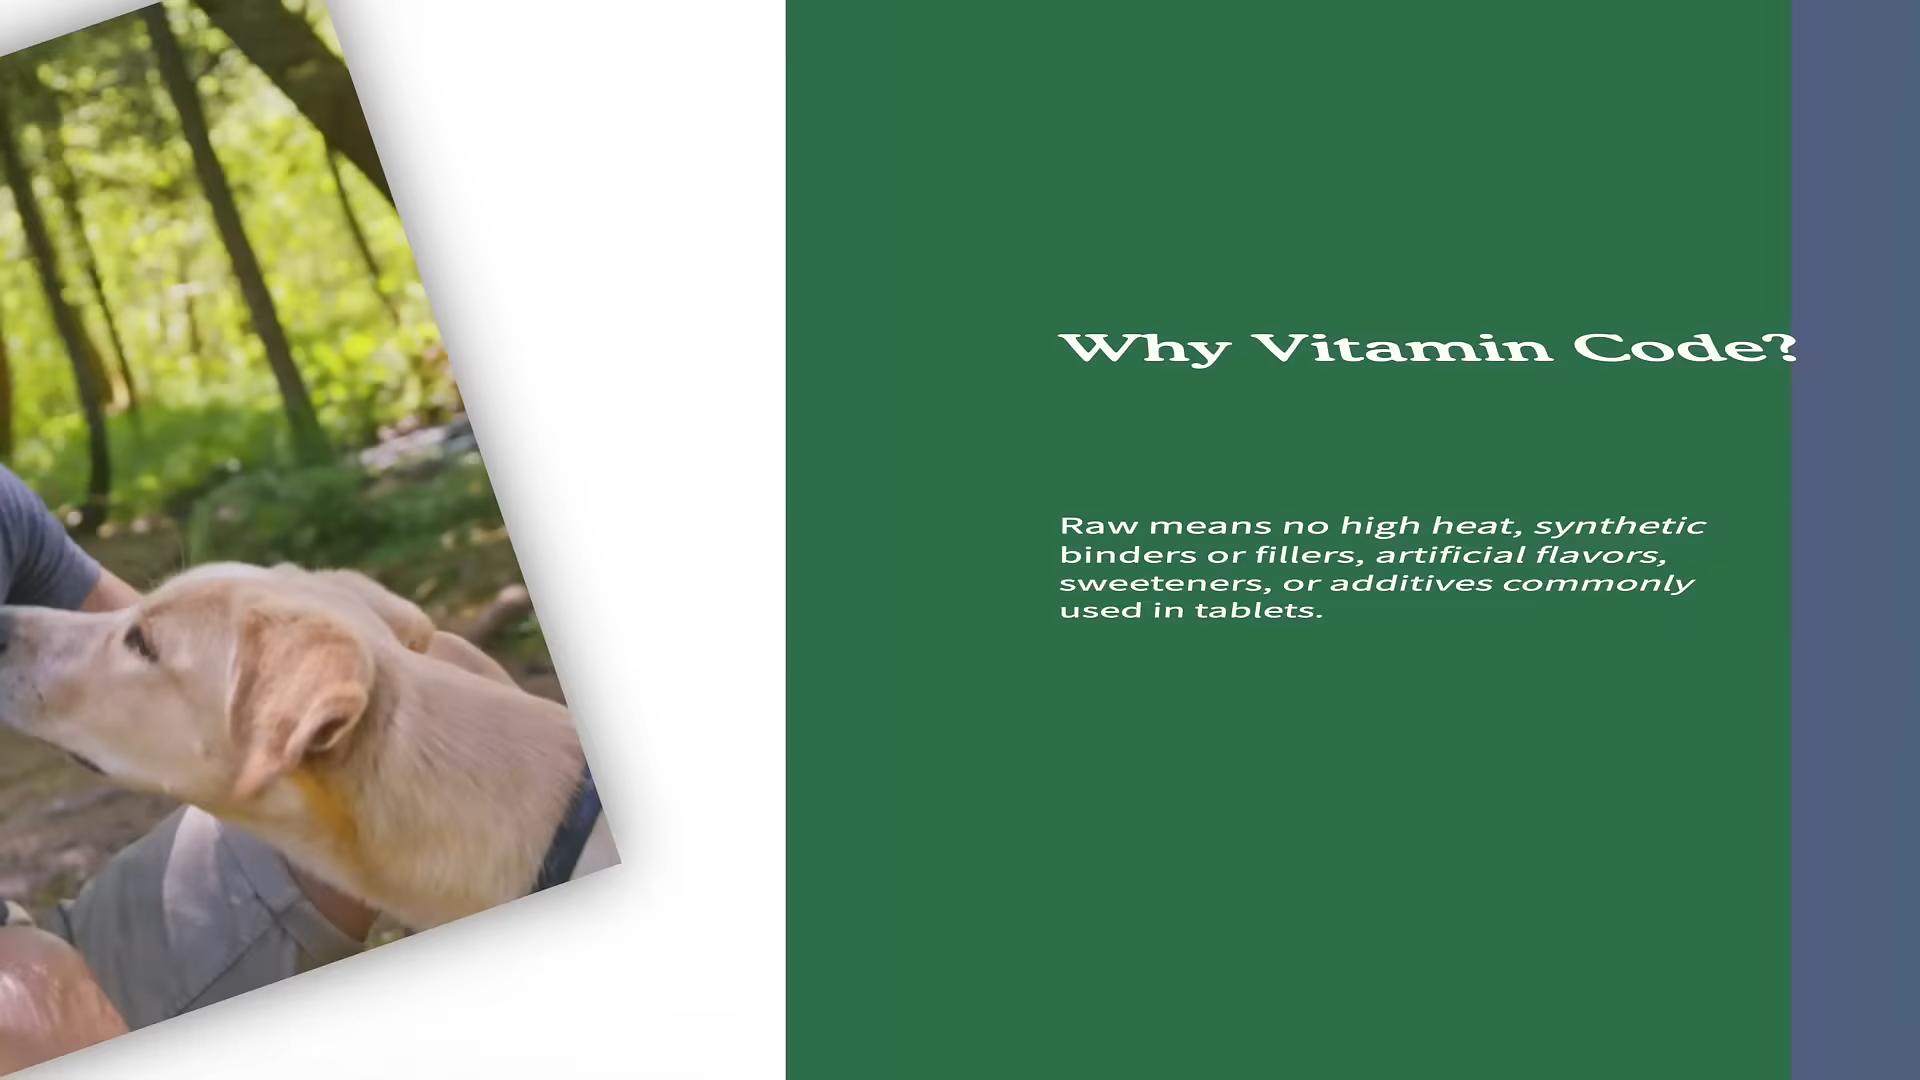 Why Vitamin Code?
Raw means no high heat, synthetic
binders or fillers, artificial flavors,
sweeteners, or additives commonly
used in tablets.